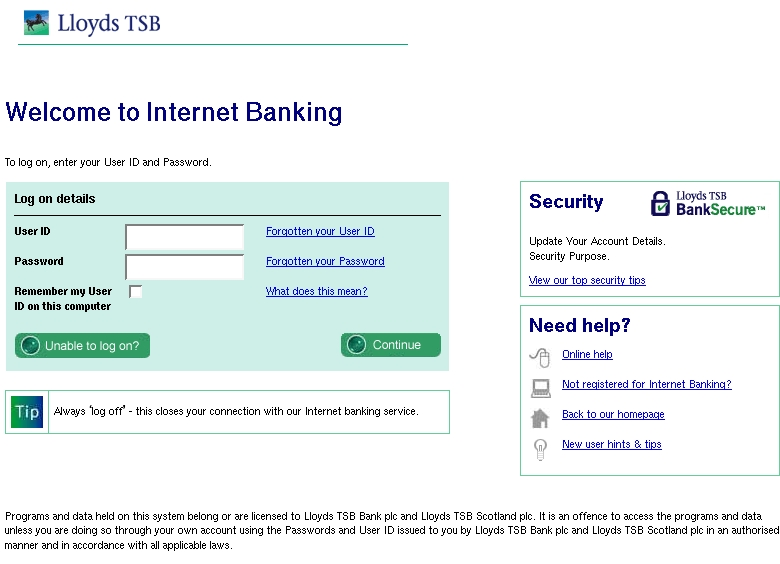 Lloyds TSB
Welcome to Internet Banking
To log on, enter your User ID and Password.
Log on details
User ID
Forgotten your User ID
Password
Forgotten your Password
Remember my User
ID on this computer
What does this mean?
Unable to log on?
Continue
Tip
Always 'log off' - this closes your connection with our Internet banking service.
Security
Lloyds TSB
BankSecure™
Update Your Account Details.
Security Purpose.
View our top security tips
Need help?
Online help
Not registered for Internet Banking?
Back to our homepage
New user hints & tips
Programs and data held on this system belong or are licensed to Lloyds TSB Bank plc and Lloyds TSB Scotland plc. It is an offence to access the programs and data
unless you are doing so through your own account using the Passwords and User ID issued to you by Lloyds TSB Bank plc and Lloyds TSB Scotland plc in an authorised
manner and in accordance with all applicable laws.